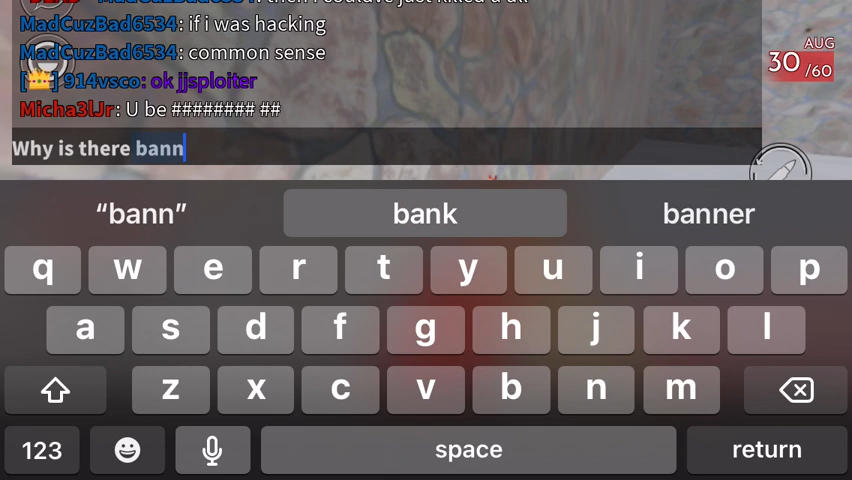 MadCuzBad6534: if i was hacking
MadCuzBad6534: common sense
[👑] 914vsco: ok jjsploiter
Micha3lJr: U be ######## ##
AUG
30 /60
Why is there bann
“bann” bank banner
q w e r t y u i o p
a s d f g h j k l
z x c v b n m
123 space return